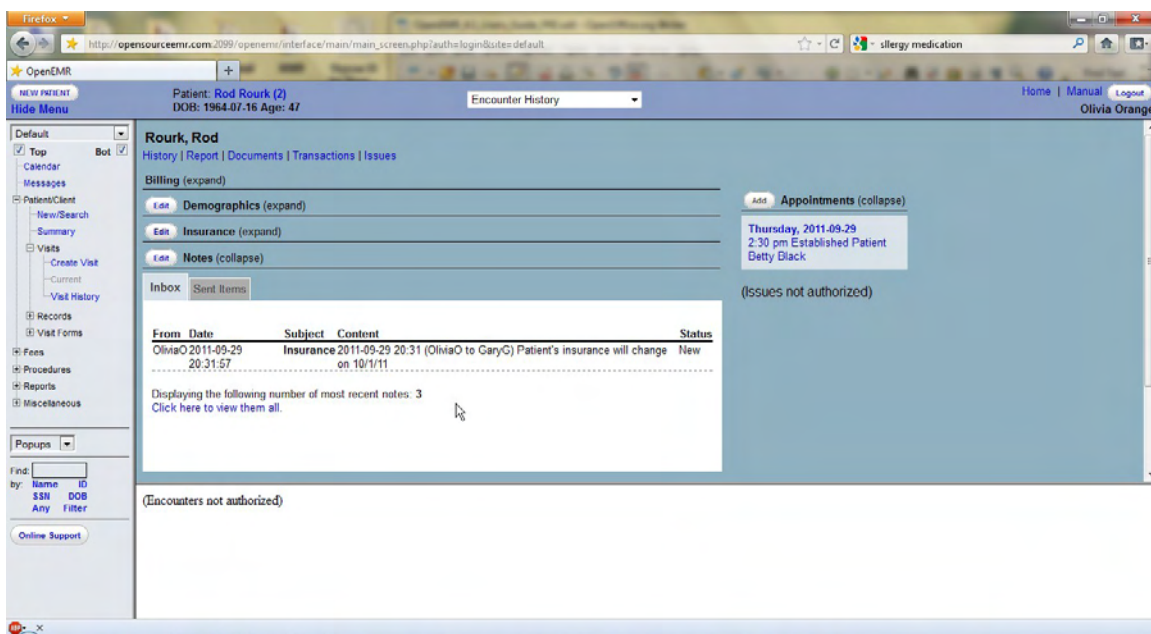 Firefox
http://opensourceemr.com:2099/openemr/interface/main/main_screen.php?auth=login&site=default
sllergy medication
OpenEMR
NEW PATIENT
Hide Menu
Patient: Rod Rourk (2)
DOB: 1964-07-16 Age: 47
Encounter History
Home | Manual Logout
Olivia Orange
Default
Top Bot
Calendar
Messages
Patient/Client
New/Search
Summary
Visits
Create Visit
Current
Visit History
Records
Visit Forms
Fees
Procedures
Reports
Miscellaneous
Popups
Find:
by: Name ID
SSN DOB
Any Filter
Online Support
Rourk, Rod
History | Report | Documents | Transactions | Issues
Billing (expand)
Edit Demographics (expand)
Edit Insurance (expand)
Edit Notes (collapse)
Inbox Sent Items
From Date Subject Content Status
OliviaO 2011-09-29 Insurance 2011-09-29 20:31 (OliviaO to GaryG) Patient's insurance will change New
20:31:57 on 10/1/11
Displaying the following number of most recent notes: 3
Click here to view them all.
Add Appointments (collapse)
Thursday, 2011-09-29
2:30 pm Established Patient
Betty Black
(Issues not authorized)
(Encounters not authorized)